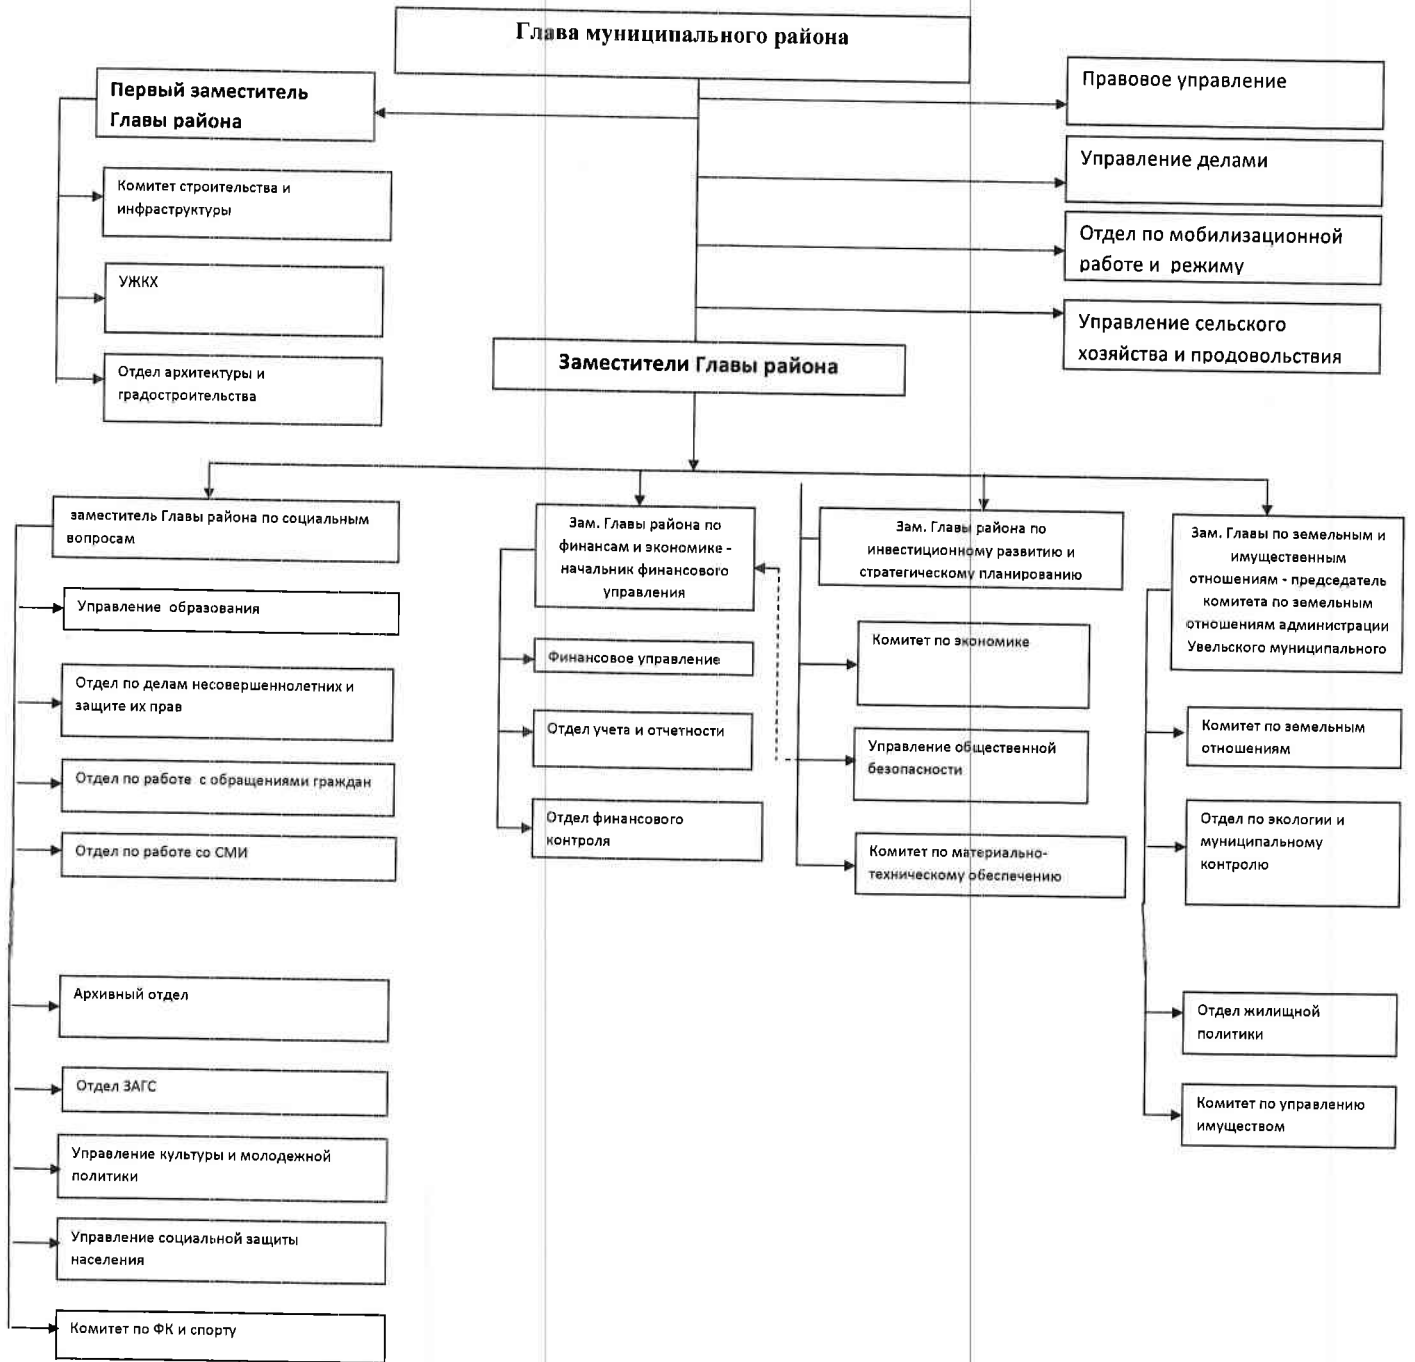 Глава муниципального района
Первый заместитель
Главы района
Комитет строительства и
инфраструктуры
УЖКХ
Отдел архитектуры и
градостроительства
Правовое управление
Управление делами
Отдел по мобилизационной
работе и режиму
Управление сельского
хозяйства и продовольствия
Заместители Главы района
заместитель Главы района по социальным
вопросам
Управление образования
Отдел по делам несовершеннолетних и
защите их прав
Отдел по работе с обращениями граждан
Отдел по работе со СМИ
Архивный отдел
Отдел ЗАГС
Управление культуры и молодежной
политики
Управление социальной защиты
населения
Комитет по ФК и спорту
Зам. Главы района по
финансам и экономике -
начальник финансового
управления
Финансовое управление
Отдел учета и отчетности
Отдел финансового
контроля
Зам. Главы района по
инвестиционному развитию и
стратегическому планированию
Комитет по экономике
Управление общественной
безопасности
Комитет по материально-
техническому обеспечению
Зам. Главы по земельным и
имущественным
отношениям - председатель
комитета по земельным
отношениям администрации
Увельского муниципального
Комитет по земельным
отношениям
Отдел по экологии и
муниципальному
контролю
Отдел жилищной
политики
Комитет по управлению
имуществом